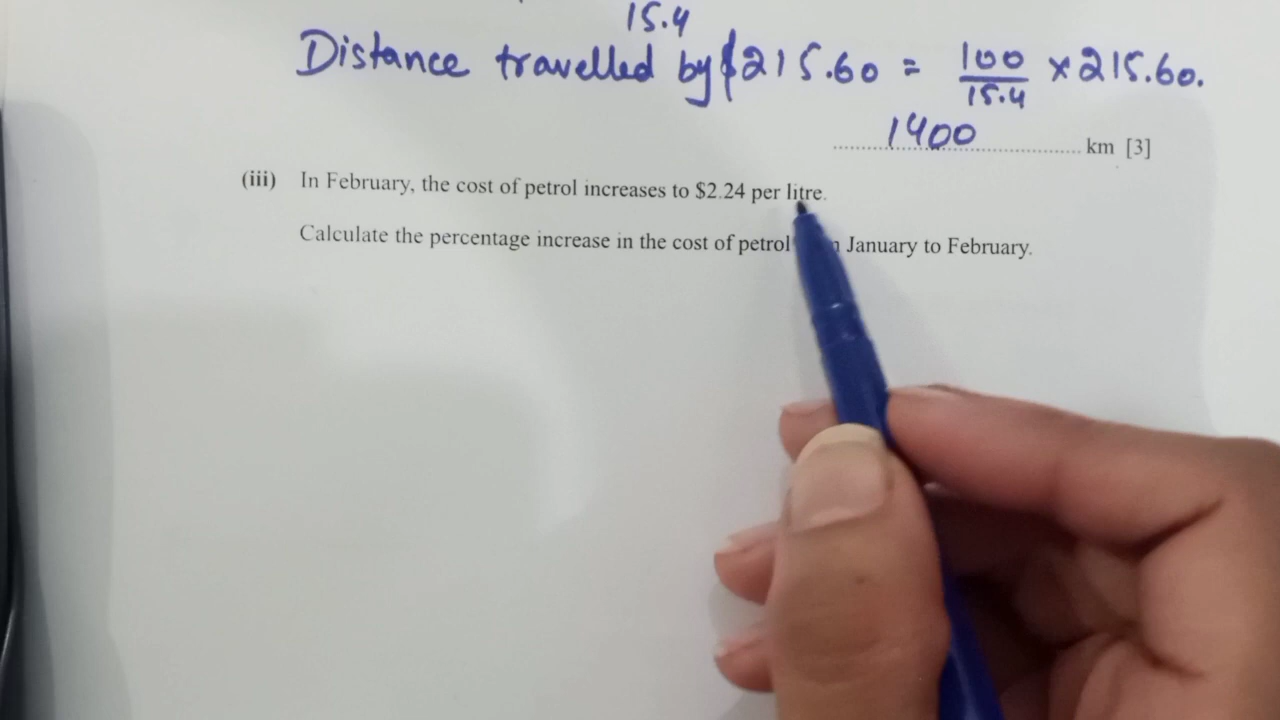 15.4
Distance travelled by $215.60 = 100/15.4 × 215.60.
1400 km [3]
(iii) In February, the cost of petrol increases to $2.24 per litre.
Calculate the percentage increase in the cost of petrol January to February.